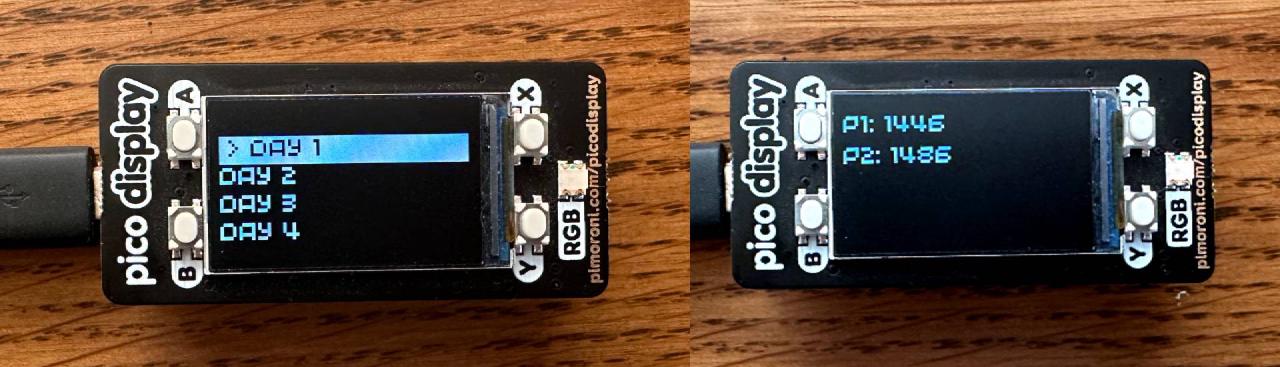 pico display
A
B
> DAY 1
DAY 2
DAY 3
DAY 4
X
Y
RGB
pimoroni.com/picodisplay
pico display
A
B
P1: 1446
P2: 1486
X
Y
RGB
pimoroni.com/picodisplay